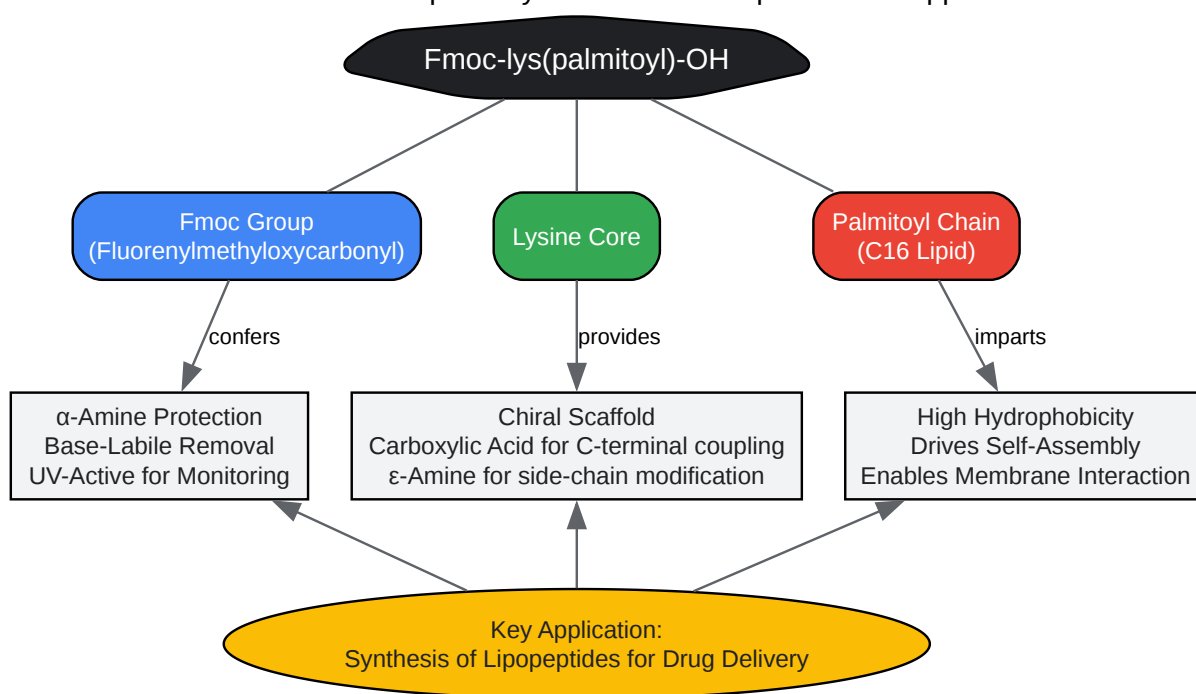 Fmoc-lys(palmitoyl)-OH
Fmoc Group
(Fluorenylmethyloxycarbonyl)
Lysine Core
Palmitoyl Chain
(C16 Lipid)
confers
provides
imparts
α-Amine Protection
Base-Labile Removal
UV-Active for Monitoring
Chiral Scaffold
Carboxylic Acid for C-terminal coupling
ε-Amine for side-chain modification
High Hydrophobicity
Drives Self-Assembly
Enables Membrane Interaction
Key Application:
Synthesis of Lipopeptides for Drug Delivery